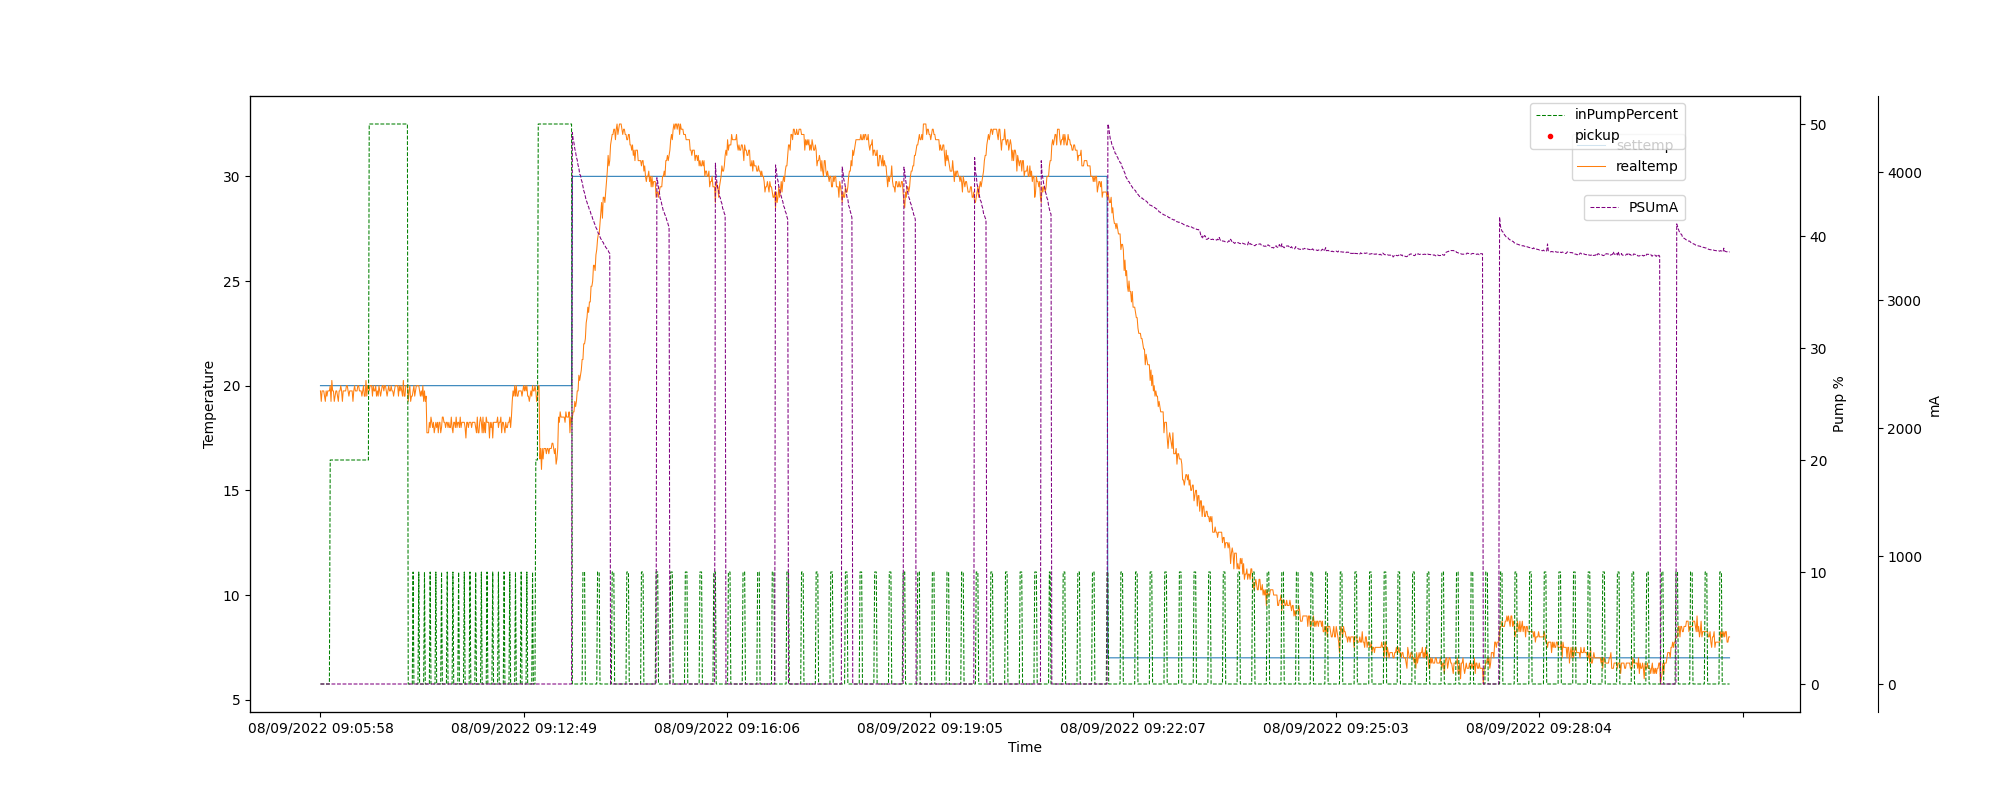 inPumpPercent
pickup
settemp
realtemp
PSUmA
Temperature
30
25
20
15
10
5
50
40
30
20
10
0
Pump %
4000
3000
2000
1000
0
mA
08/09/2022 09:05:58
08/09/2022 09:12:49
08/09/2022 09:16:06
08/09/2022 09:19:05
08/09/2022 09:22:07
08/09/2022 09:25:03
08/09/2022 09:28:04
Time